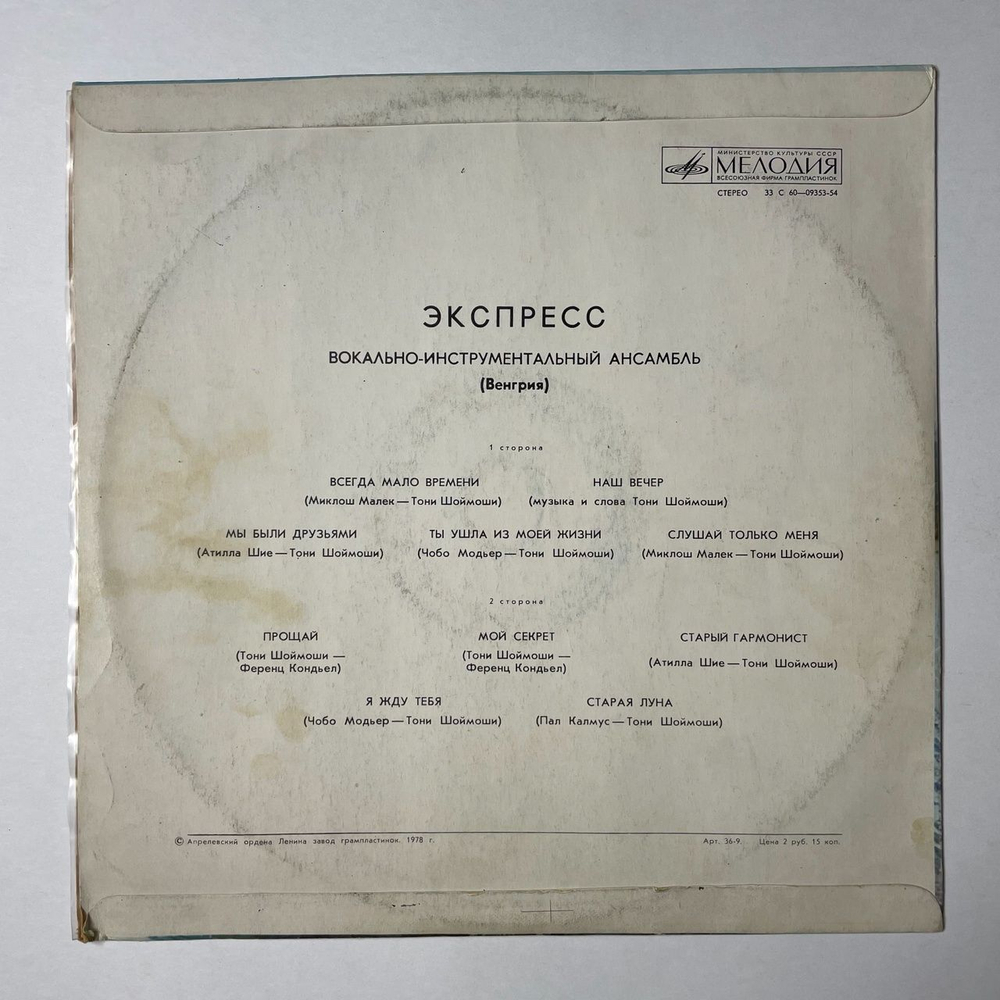 МИНИСТЕРСТВО КУЛЬТУРЫ СССР
МЕЛОДИЯ
ВСЕСОЮЗНАЯ ФИРМА ГРАМПЛАСТИНОК
СТЕРЕО 33 С 60—09353-54
ЭКСПРЕСС
ВОКАЛЬНО-ИНСТРУМЕНТАЛЬНЫЙ АНСАМБЛЬ
(Венгрия)
1 сторона
ВСЕГДА МАЛО ВРЕМЕНИ НАШ ВЕЧЕР
(Миклош Малек — Тони Шоймоши) (музыка и слова Тони Шоймоши)
МЫ БЫЛИ ДРУЗЬЯМИ ТЫ УШЛА ИЗ МОЕЙ ЖИЗНИ СЛУШАЙ ТОЛЬКО МЕНЯ
(Атилла Шие — Тони Шоймоши) (Чобо Модьер — Тони Шоймоши) (Миклош Малек — Тони Шоймоши)
2 сторона
ПРОЩАЙ МОЙ СЕКРЕТ СТАРЫЙ ГАРМОНИСТ
(Тони Шоймоши — (Тони Шоймоши — (Атилла Шие — Тони Шоймоши)
Ференц Кондьел) Ференц Кондьел)
Я ЖДУ ТЕБЯ СТАРАЯ ЛУНА
(Чобо Модьер — Тони Шоймоши) (Пал Калмус — Тони Шоймоши)
© Апрелевский ордена Ленина завод грампластинок. 1978 г. Арт. 36-9. Цена 2 руб. 15 коп.